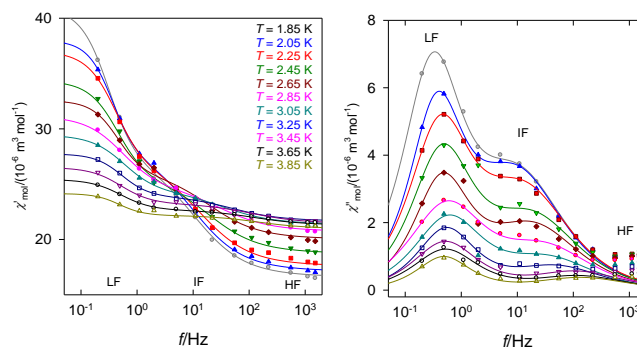 40
30
20
χ'mol/(10⁻⁶ m³ mol⁻¹)
T = 1.85 K
T = 2.05 K
T = 2.25 K
T = 2.45 K
T = 2.65 K
T = 2.85 K
T = 3.05 K
T = 3.25 K
T = 3.45 K
T = 3.65 K
T = 3.85 K
LF
IF
HF
10⁻¹ 10⁰ 10¹ 10² 10³
f/Hz
8
6
4
2
0
χ''mol/(10⁻⁶ m³ mol⁻¹)
LF
IF
HF
10⁻¹ 10⁰ 10¹ 10² 10³
f/Hz